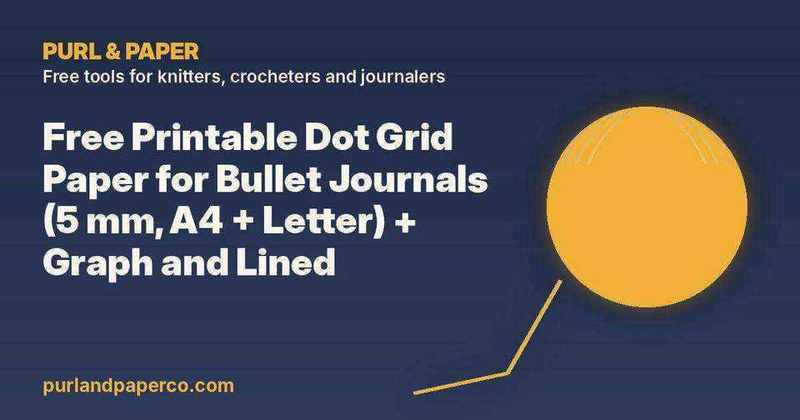 PURL & PAPER
Free tools for knitters, crocheters and journalers
Free Printable Dot Grid
Paper for Bullet Journals
(5 mm, A4 + Letter) +
Graph and Lined
purlandpaperco.com